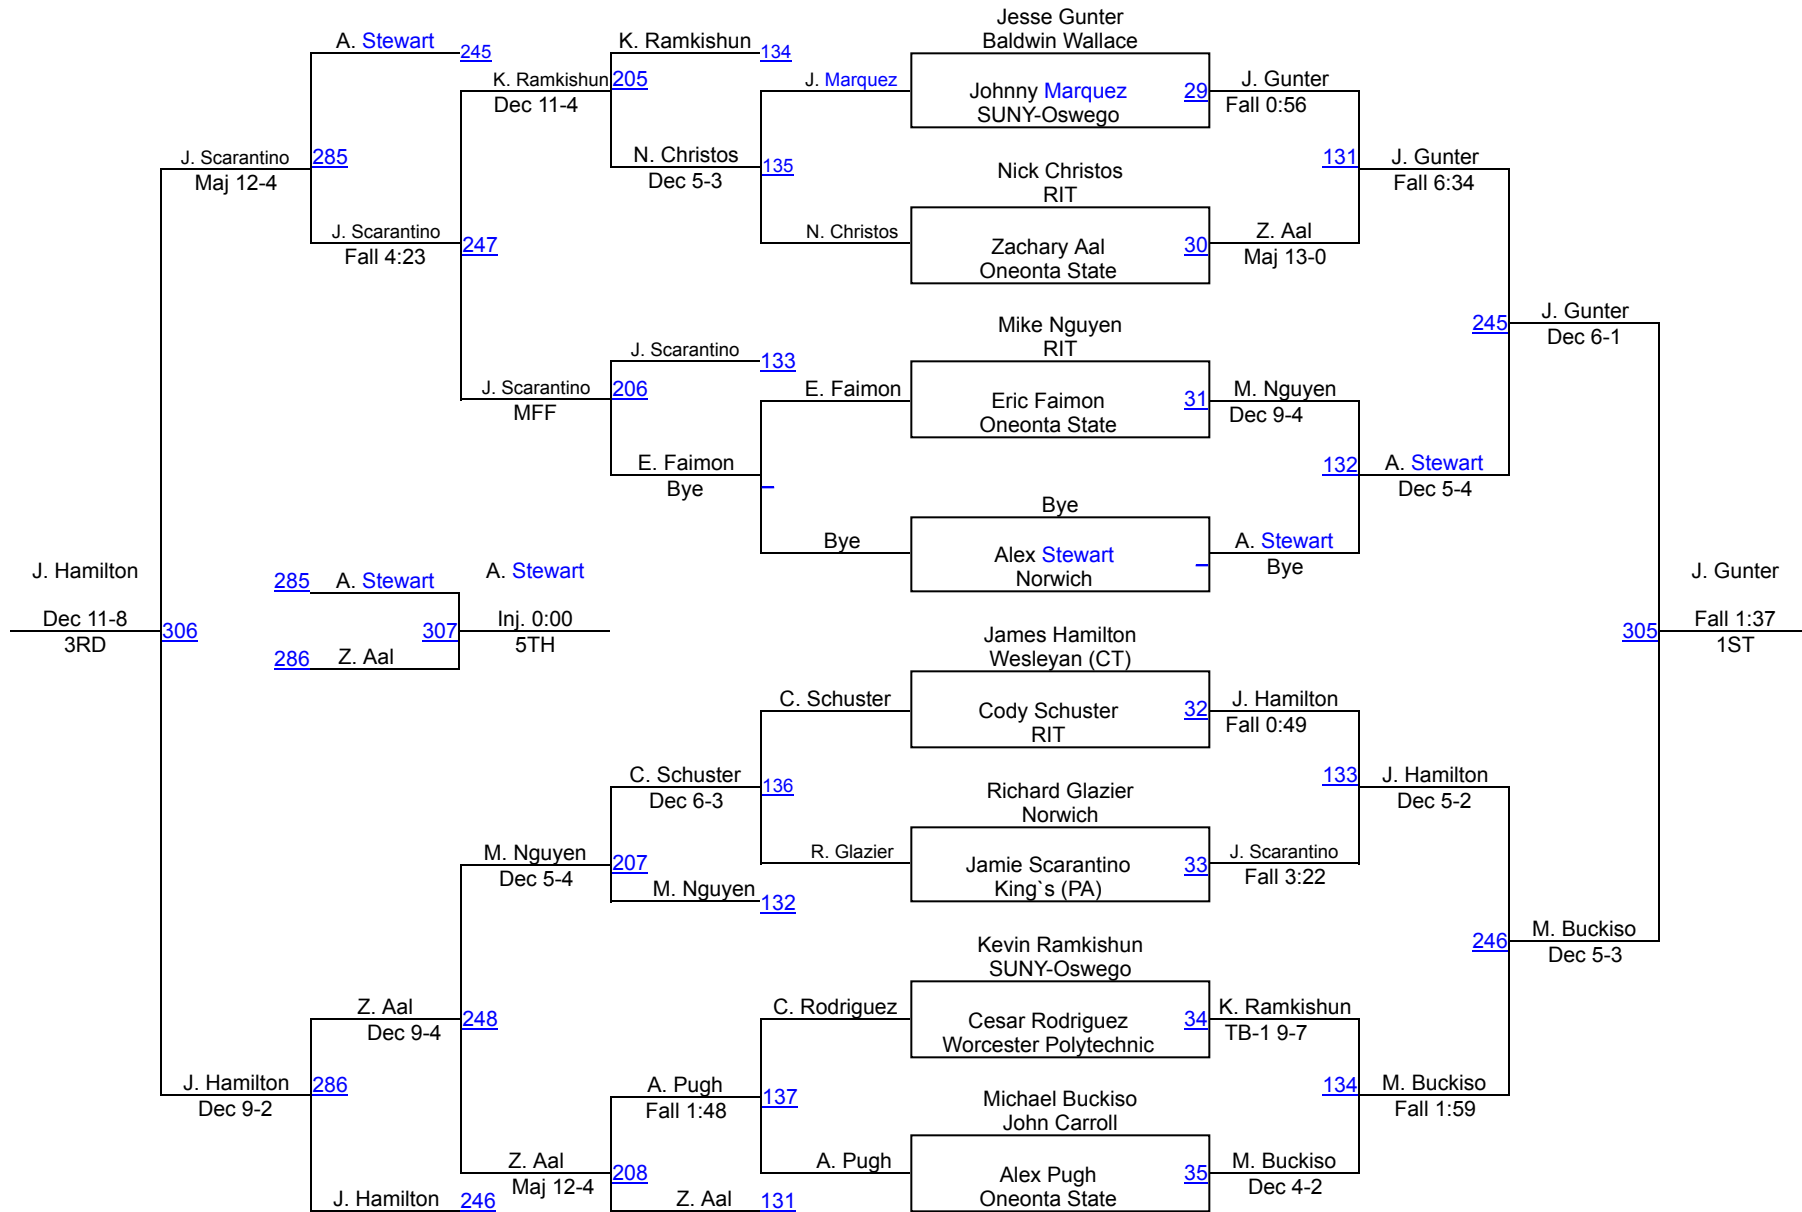 Jesse Gunter
Baldwin Wallace
A. Stewart
245
K. Ramkishun
134
K. Ramkishun
205
Dec 11-4
J. Marquez
Johnny Marquez
SUNY-Oswego
29
J. Gunter
Fall 0:56
J. Scarantino
285
Maj 12-4
N. Christos
135
Dec 5-3
Nick Christos
RIT
131
J. Gunter
Fall 6:34
J. Scarantino
247
Fall 4:23
N. Christos
Zachary Aal
Oneonta State
30
Z. Aal
Maj 13-0
Mike Nguyen
RIT
245
J. Gunter
Dec 6-1
J. Scarantino
133
J. Scarantino
206
MFF
E. Faimon
Eric Faimon
Oneonta State
31
M. Nguyen
Dec 9-4
E. Faimon
Bye
132
A. Stewart
Dec 5-4
Bye
Bye
Alex Stewart
Norwich
A. Stewart
Bye
J. Hamilton
Dec 11-8
3RD
306
285
A. Stewart
A. Stewart
307
Inj. 0:00
5TH
286
Z. Aal
J. Gunter
305
Fall 1:37
1ST
James Hamilton
Wesleyan (CT)
C. Schuster
Cody Schuster
RIT
32
J. Hamilton
Fall 0:49
C. Schuster
136
Dec 6-3
Richard Glazier
Norwich
133
J. Hamilton
Dec 5-2
M. Nguyen
207
Dec 5-4
R. Glazier
Jamie Scarantino
King`s (PA)
33
J. Scarantino
Fall 3:22
M. Nguyen
132
Kevin Ramkishun
SUNY-Oswego
246
M. Buckiso
Dec 5-3
Z. Aal
248
Dec 9-4
C. Rodriguez
Cesar Rodriguez
Worcester Polytechnic
34
K. Ramkishun
TB-1 9-7
J. Hamilton
286
Dec 9-2
A. Pugh
137
Fall 1:48
Michael Buckiso
John Carroll
134
M. Buckiso
Fall 1:59
Z. Aal
208
Maj 12-4
A. Pugh
Alex Pugh
Oneonta State
35
M. Buckiso
Dec 4-2
J. Hamilton
246
Z. Aal
131